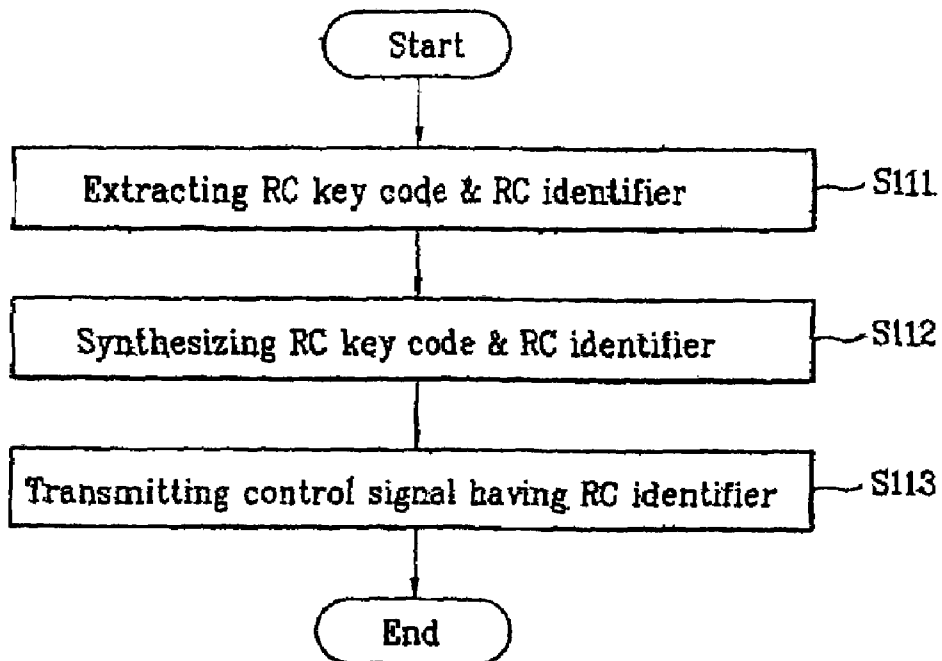 Start
Extracting RC key code & RC identifier
S111
Synthesizing RC key code & RC identifier
S112
Transmitting control signal having RC identifier
S113
End